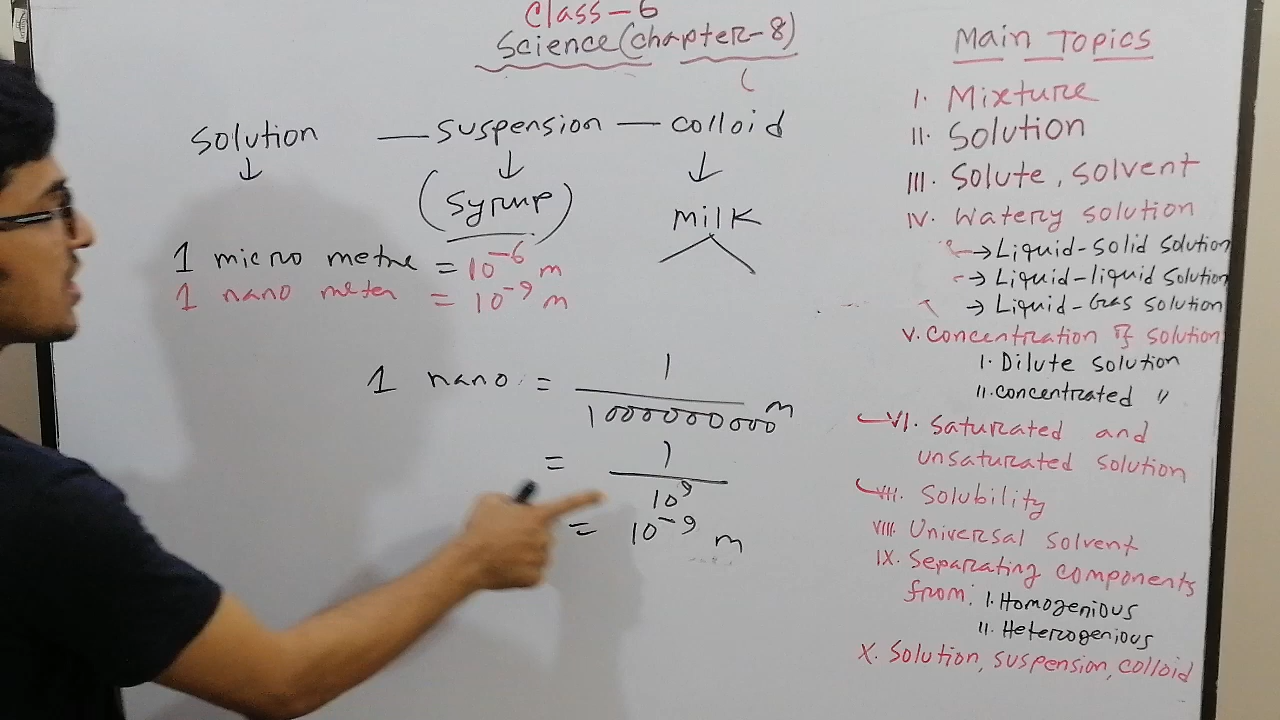 Class-6
Science(chapter-8)
solution — suspension — colloid
(Syrup)
milk
1 micro metre = 10⁻⁶ m
1 nano meter = 10⁻⁹ m
1 nano = 1/1000000000 m
= 1/10⁹
= 10⁻⁹ m
Main Topics
I. Mixture
II. Solution
III. Solute, solvent
IV. Watery solution
→ Liquid-solid solution
→ Liquid-liquid solution
→ Liquid-Gas solution
V. Concentration of solution
I. Dilute solution
II. concentrated "
VI. Saturated and
unsaturated solution
VII. Solubility
VIII. Universal solvent
IX. Separating components
from: I. Homogenious
II. Heterogenious
X. Solution, suspension, colloid